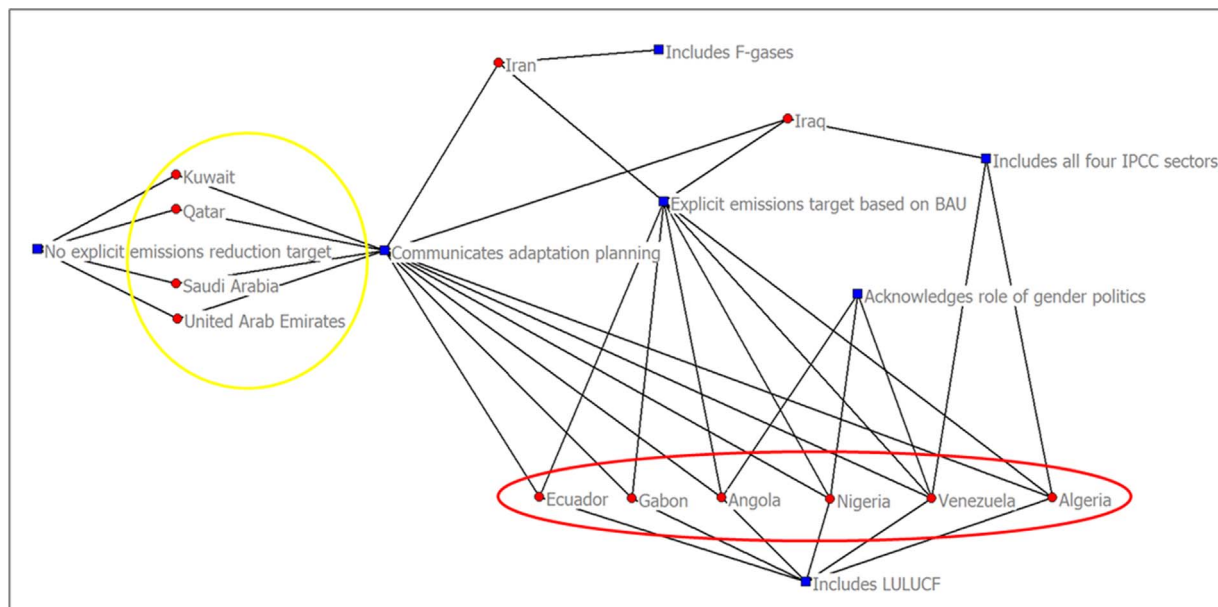 Includes F-gases
Iran
Iraq
Includes all four IPCC sectors
Kuwait
Explicit emissions target based on BAU
Qatar
No explicit emissions reduction target
Communicates adaptation planning
Saudi Arabia
Acknowledges role of gender politics
United Arab Emirates
Ecuador
Gabon
Angola
Nigeria
Venezuela
Algeria
Includes LULUCF